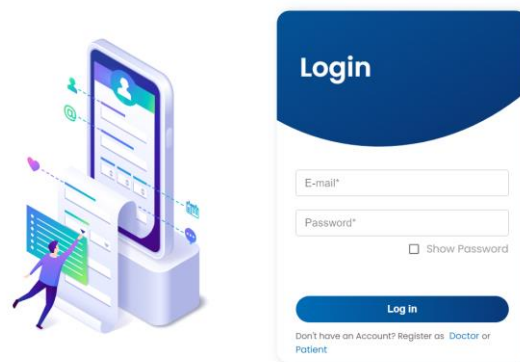 Login
E-mail*
Password*
Show Password
Log in
Don't have an Account? Register as Doctor or
Patient